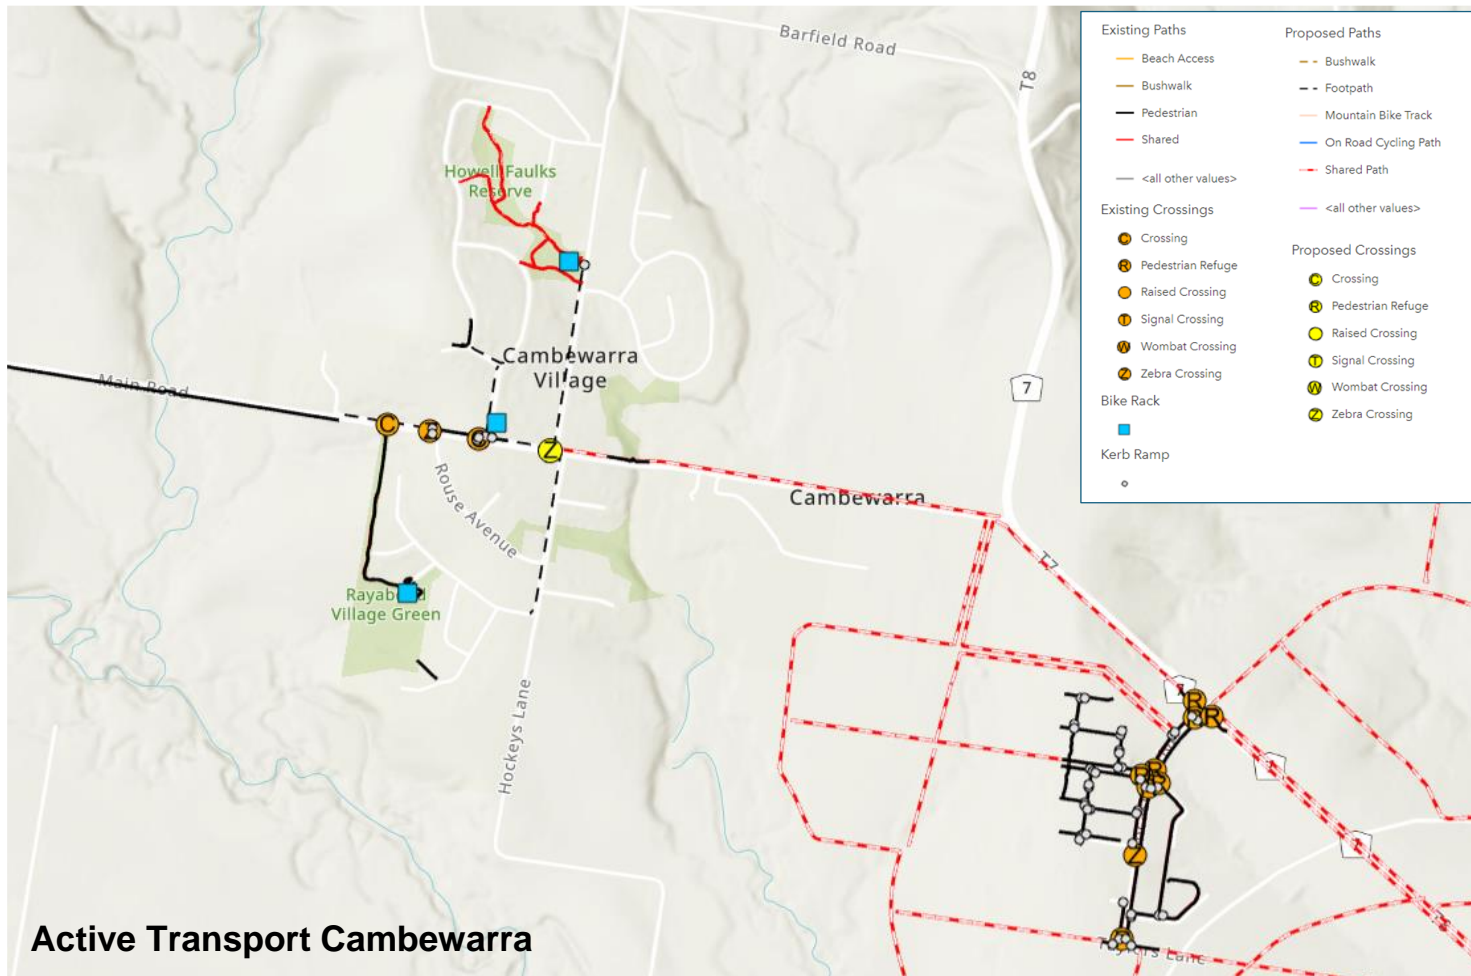 Barfield Road
T8
Existing Paths
Beach Access
Bushwalk
Pedestrian
Shared
<all other values>
Existing Crossings
C Crossing
R Pedestrian Refuge
Raised Crossing
T Signal Crossing
W Wombat Crossing
Z Zebra Crossing
Bike Rack
Kerb Ramp
Proposed Paths
Bushwalk
Footpath
Mountain Bike Track
On Road Cycling Path
Shared Path
<all other values>
Proposed Crossings
C Crossing
R Pedestrian Refuge
Raised Crossing
T Signal Crossing
W Wombat Crossing
Z Zebra Crossing
Howell Faulks
Reserve
Cambewarra
Village
Main Road
7
C
Z
Rouse Avenue
Cambewarra
T7
Village Green
Hockeys Lane
R
R
R
Z
Lane
Active Transport Cambewarra